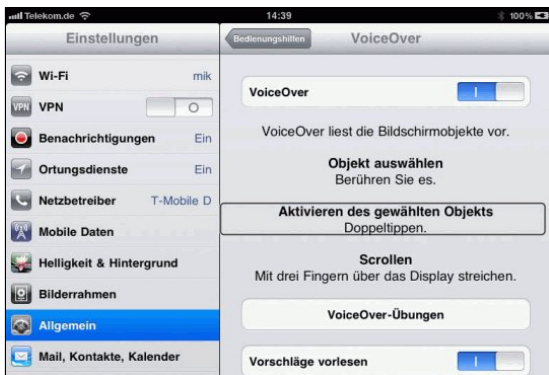 Telekom.de
14:39
100%
Einstellungen
Wi-Fi
mik
VPN
VPN
Benachrichtigungen
Ein
Ortungsdienste
Ein
Netzbetreiber
T-Mobile D
Mobile Daten
Helligkeit & Hintergrund
Bilderrahmen
Allgemein
Mail, Kontakte, Kalender
Bedienungshilfen
VoiceOver
VoiceOver
VoiceOver liest die Bildschirmobjekte vor.
Objekt auswählen
Berühren Sie es.
Aktivieren des gewählten Objekts
Doppeltippen.
Scrollen
Mit drei Fingern über das Display streichen.
VoiceOver-Übungen
Vorschläge vorlesen